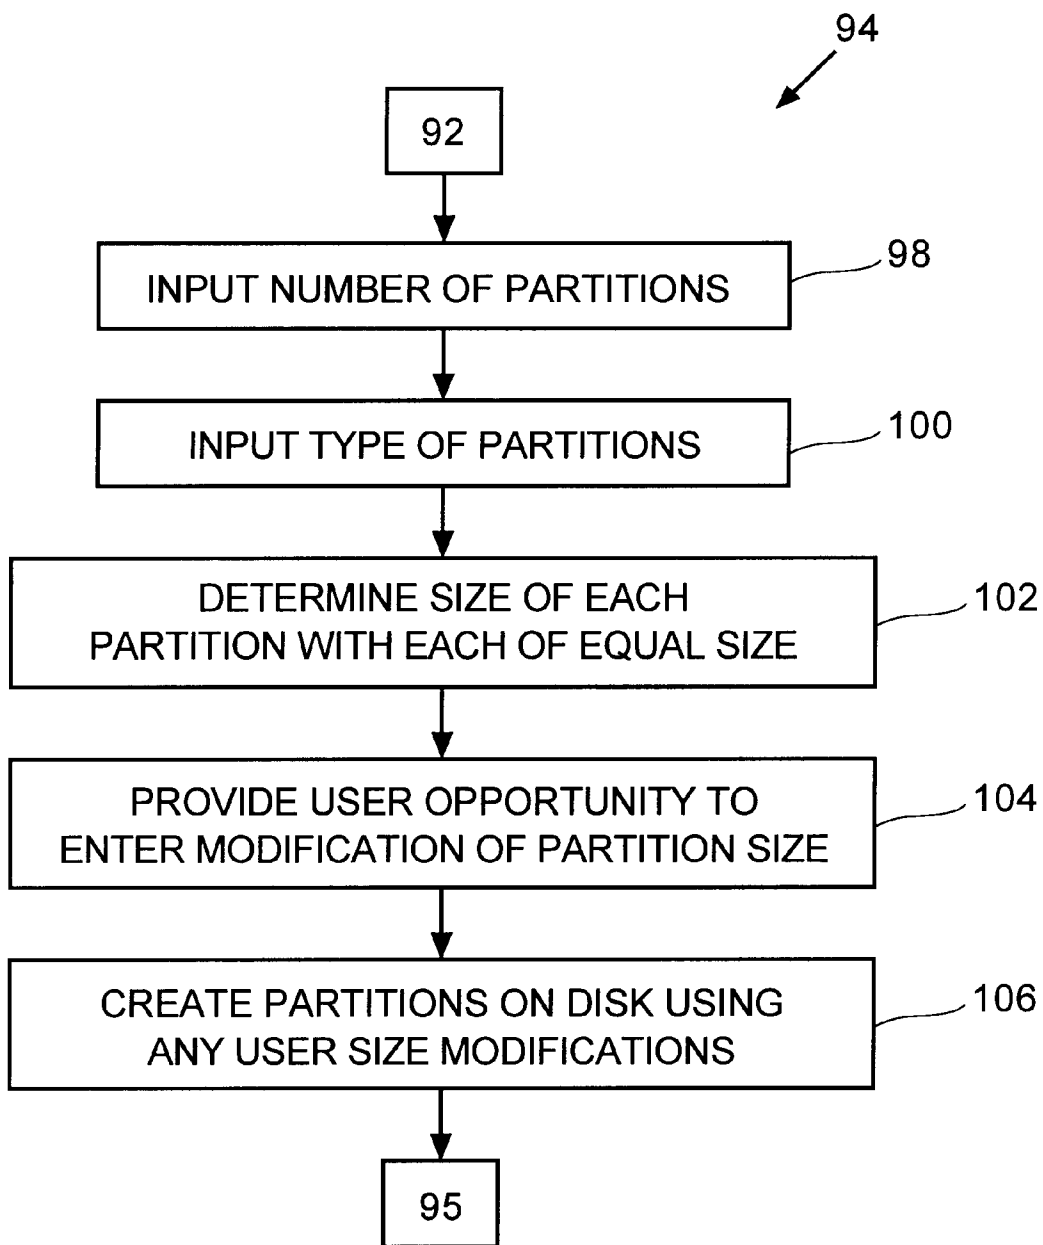 94
92
INPUT NUMBER OF PARTITIONS
98
INPUT TYPE OF PARTITIONS
100
DETERMINE SIZE OF EACH
PARTITION WITH EACH OF EQUAL SIZE
102
PROVIDE USER OPPORTUNITY TO
ENTER MODIFICATION OF PARTITION SIZE
104
CREATE PARTITIONS ON DISK USING
ANY USER SIZE MODIFICATIONS
106
95